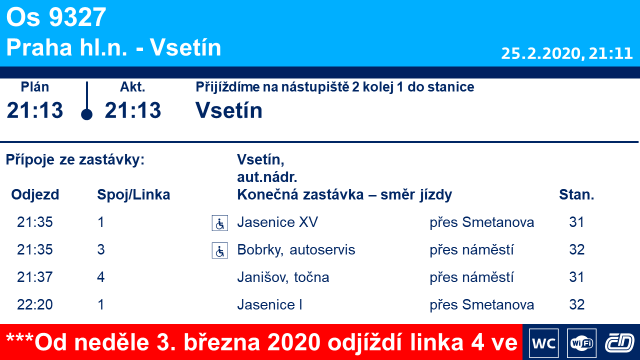 Os 9327
Praha hl.n. - Vsetín
25.2.2020, 21:11
Plán Akt. Přijíždíme na nástupiště 2 kolej 1 do stanice
21:13 21:13 Vsetín
Přípoje ze zastávky: Vsetín,
aut.nádr.
Odjezd Spoj/Linka Konečná zastávka – směr jízdy Stan.
21:35 1 Jasenice XV přes Smetanova 31
21:35 3 Bobrky, autoservis přes náměstí 32
21:37 4 Janišov, točna přes náměstí 31
22:20 1 Jasenice I přes Smetanova 32
***Od neděle 3. března 2020 odjíždí linka 4 ve WC WiFi ČD